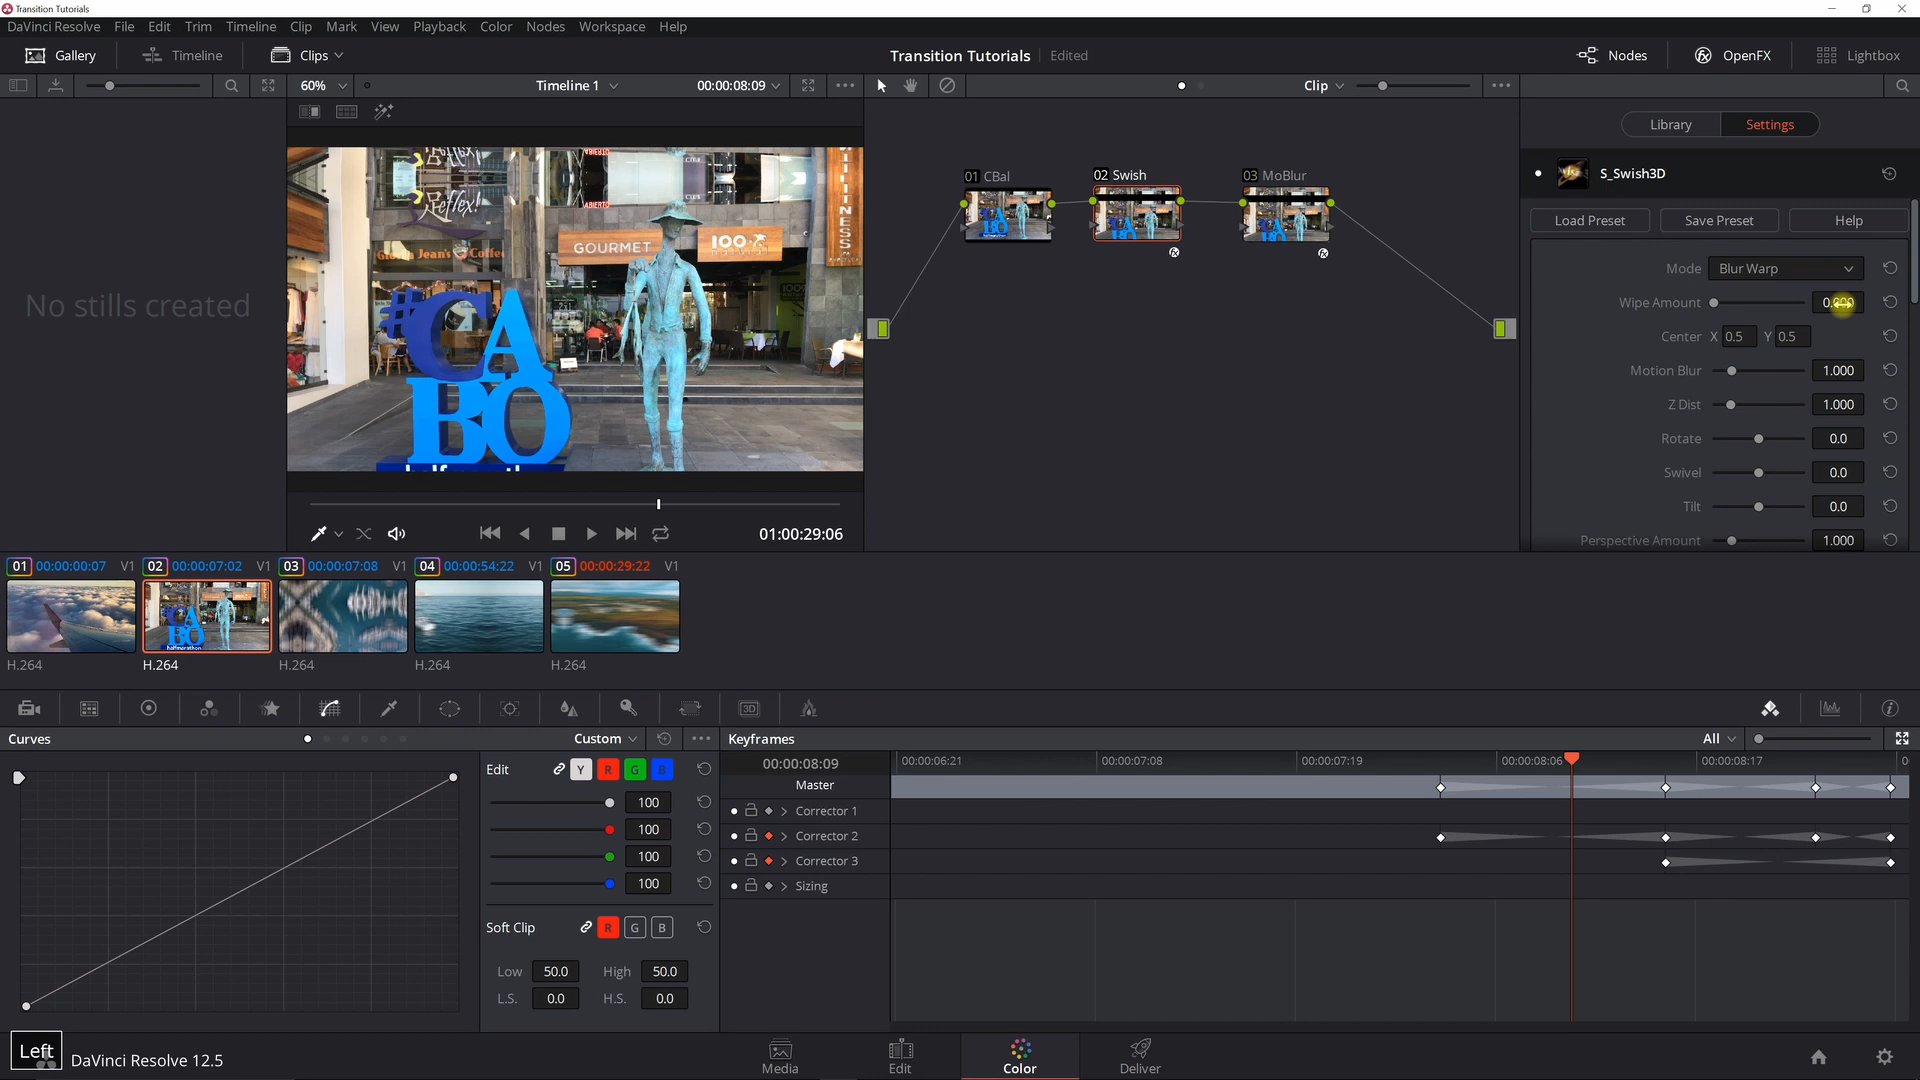 Transition Tutorials
DaVinci Resolve File Edit Trim Timeline Clip Mark View Playback Color Nodes Workspace Help
Gallery Timeline Clips Transition Tutorials Edited Nodes OpenFX Lightbox
60% Timeline 1 00:00:08:09 Clip
Library Settings
S_Swish3D
Load Preset Save Preset Help
Mode Blur Warp
Wipe Amount
Center X 0.5 Y 0.5
Motion Blur 1.000
Z Dist 1.000
Rotate 0.0
Swivel 0.0
Tilt 0.0
Perspective Amount 1.000
No stills created
Reflex!
ABIERTO
Gloria Jean's Coffees
GOURMET
#CABO
halfmarathon
01 CBal
02 Swish
03 MoBlur
01:00:29:06
01 00:00:00:07 V1 02 00:00:07:02 V1 03 00:00:07:08 V1 04 00:00:54:22 V1 05 00:00:29:22 V1
H.264 H.264 H.264 H.264 H.264
3D
Curves Custom
Edit Y R G B
100
100
100
100
Soft Clip R G B
Low 50.0 High 50.0
L.S. 0.0 H.S. 0.0
Keyframes All
00:00:08:09 00:00:06:21 00:00:07:08 00:00:07:19 00:00:08:06 00:00:08:17
Master
Corrector 1
Corrector 2
Corrector 3
Sizing
Left DaVinci Resolve 12.5
Media Edit Color Deliver